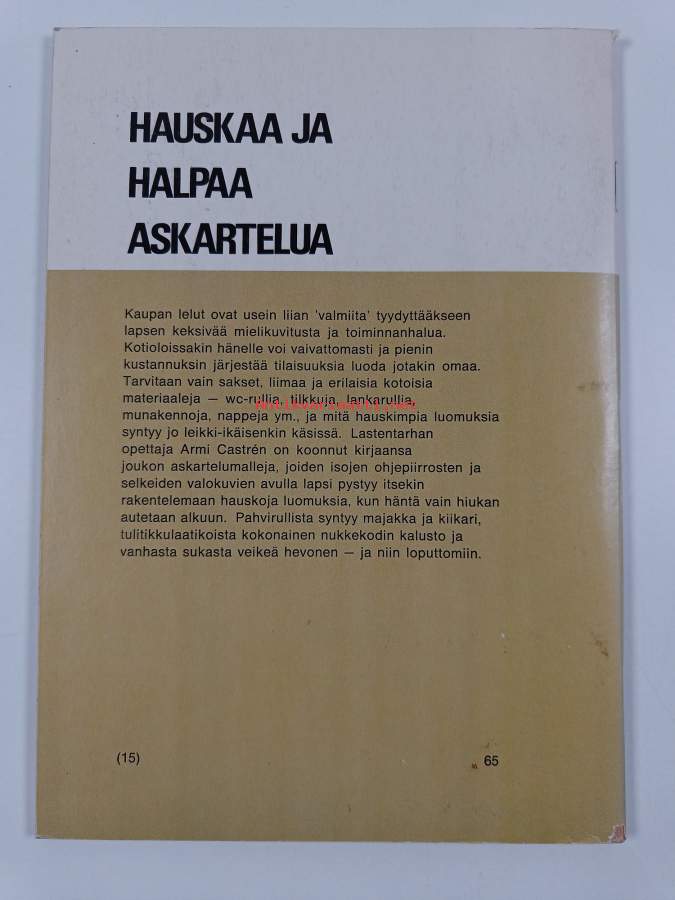 HAUSKAA JA
HALPAA
ASKARTELUA
Kaupan lelut ovat usein liian 'valmiita' tyydyttääkseen
lapsen keksivää mielikuvitusta ja toiminnanhalua.
Kotioloissakin hänelle voi vaivattomasti ja pienin
kustannuksin järjestää tilaisuuksia luoda jotakin omaa.
Tarvitaan vain sakset, liimaa ja erilaisia kotoisia
materiaaleja — wc-rullia, tilkkuja, lankarullia,
Antikvariaatti.net
munakennoja, nappeja ym., ja mitä hauskimpia luomuksia
syntyy jo leikki-ikäisenkin käsissä. Lastentarhan
opettaja Armi Castrén on koonnut kirjaansa
joukon askartelumalleja, joiden isojen ohjepiirrosten ja
selkeiden valokuvien avulla lapsi pystyy itsekin
rakentelemaan hauskoja luomuksia, kun häntä vain hiukan
autetaan alkuun. Pahvirullista syntyy majakka ja kiikari,
tulitikkulaatikoista kokonainen nukkekodin kalusto ja
vanhasta sukasta veikeä hevonen — ja niin loputtomiin.
(15) 65